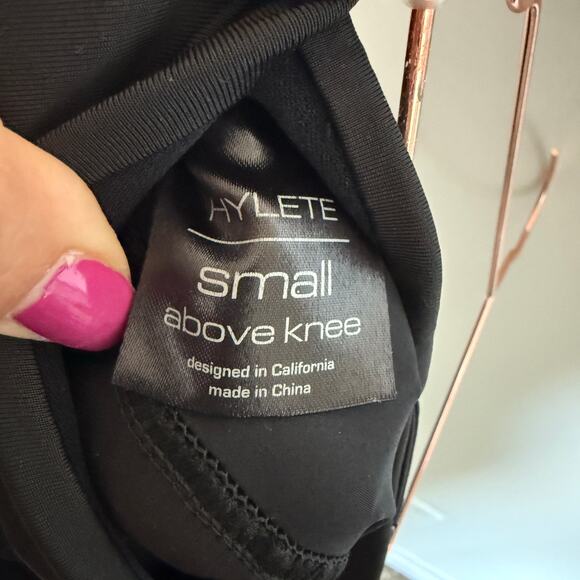 HYLETE
small
above knee
designed in California
made in China